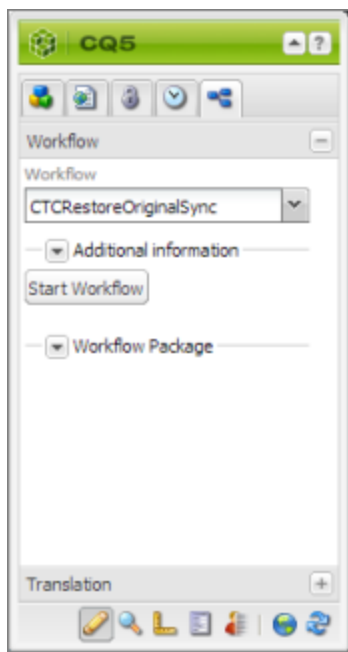 CQ5
?
Workflow
Workflow
CTCRestoreOriginalSync
Additional information
Start Workflow
Workflow Package
Translation